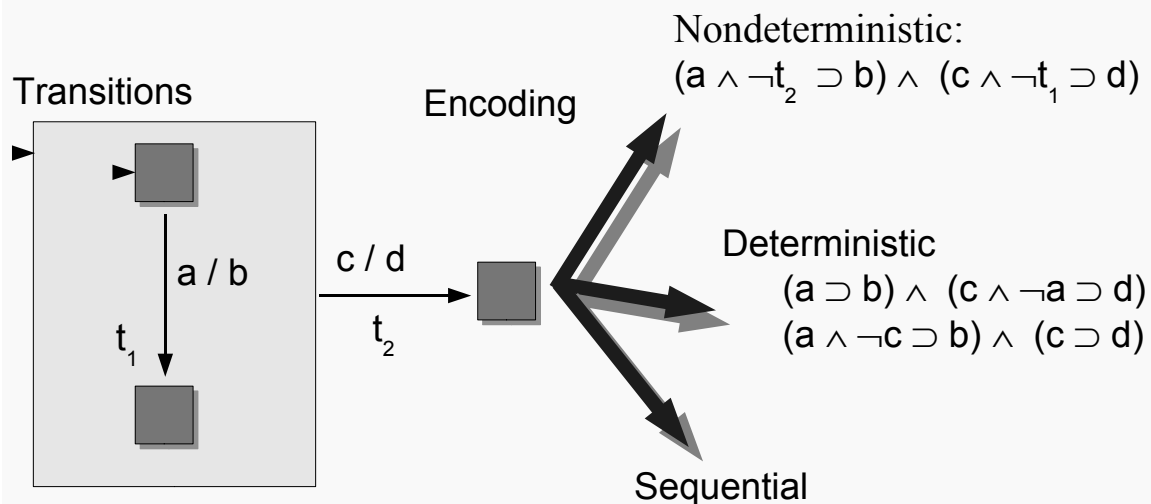 Nondeterministic:
(a ∧ ¬t₂ ⊃ b) ∧ (c ∧ ¬t₁ ⊃ d)
Transitions
Encoding
a / b
t₁
c / d
t₂
Deterministic
(a ⊃ b) ∧ (c ∧ ¬a ⊃ d)
(a ∧ ¬c ⊃ b) ∧ (c ⊃ d)
Sequential